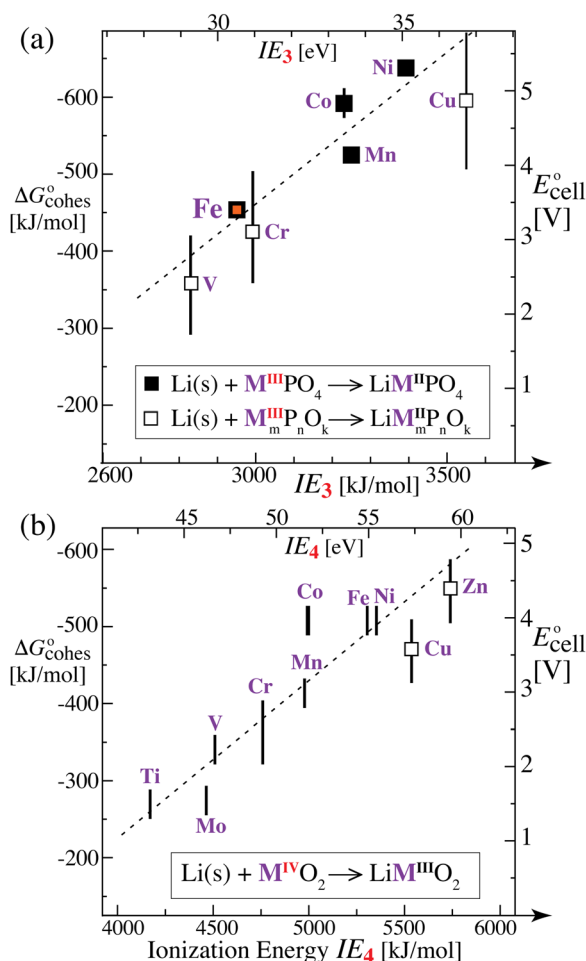 (a)
30 35
IE₃ [eV]
-600
-500
-400
-300
-200
ΔG°cohes
[kJ/mol]
Ni
Co
Cu
Mn
Fe
Cr
V
5
4
3
2
1
E°cell
[V]
Li(s) + MᴵᴵᴵPO₄ → LiMᴵᴵPO₄
Li(s) + MᴵᴵᴵₘPₙOₖ → LiMᴵᴵₘPₙOₖ
2600 3000 3500
IE₃ [kJ/mol]
(b)
45 50 55 60
IE₄ [eV]
-600
-500
-400
-300
-200
ΔG°cohes
[kJ/mol]
Co
Fe Ni
Zn
Cu
Mn
Cr
V
Ti
Mo
5
4
3
2
1
E°cell
[V]
Li(s) + MᴵⱽO₂ → LiMᴵᴵᴵO₂
4000 4500 5000 5500 6000
Ionization Energy IE₄ [kJ/mol]